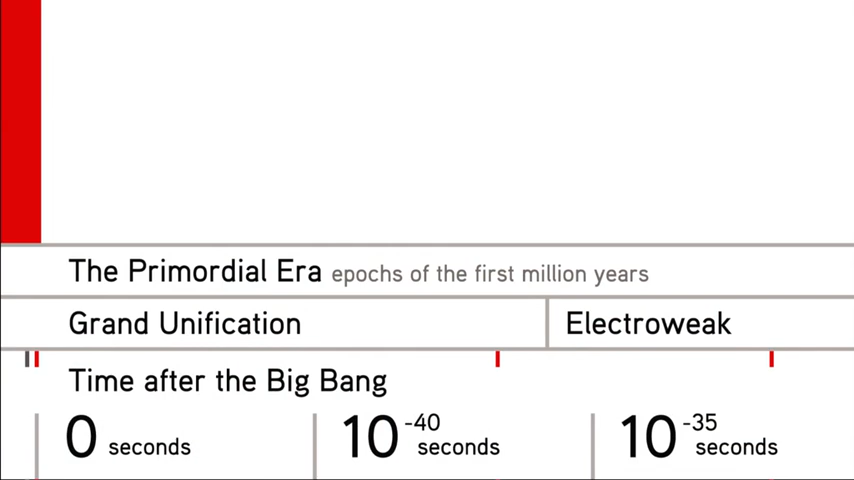 The Primordial Era epochs of the first million years
Grand Unification Electroweak
Time after the Big Bang
0 seconds 10-40 seconds 10-35 seconds